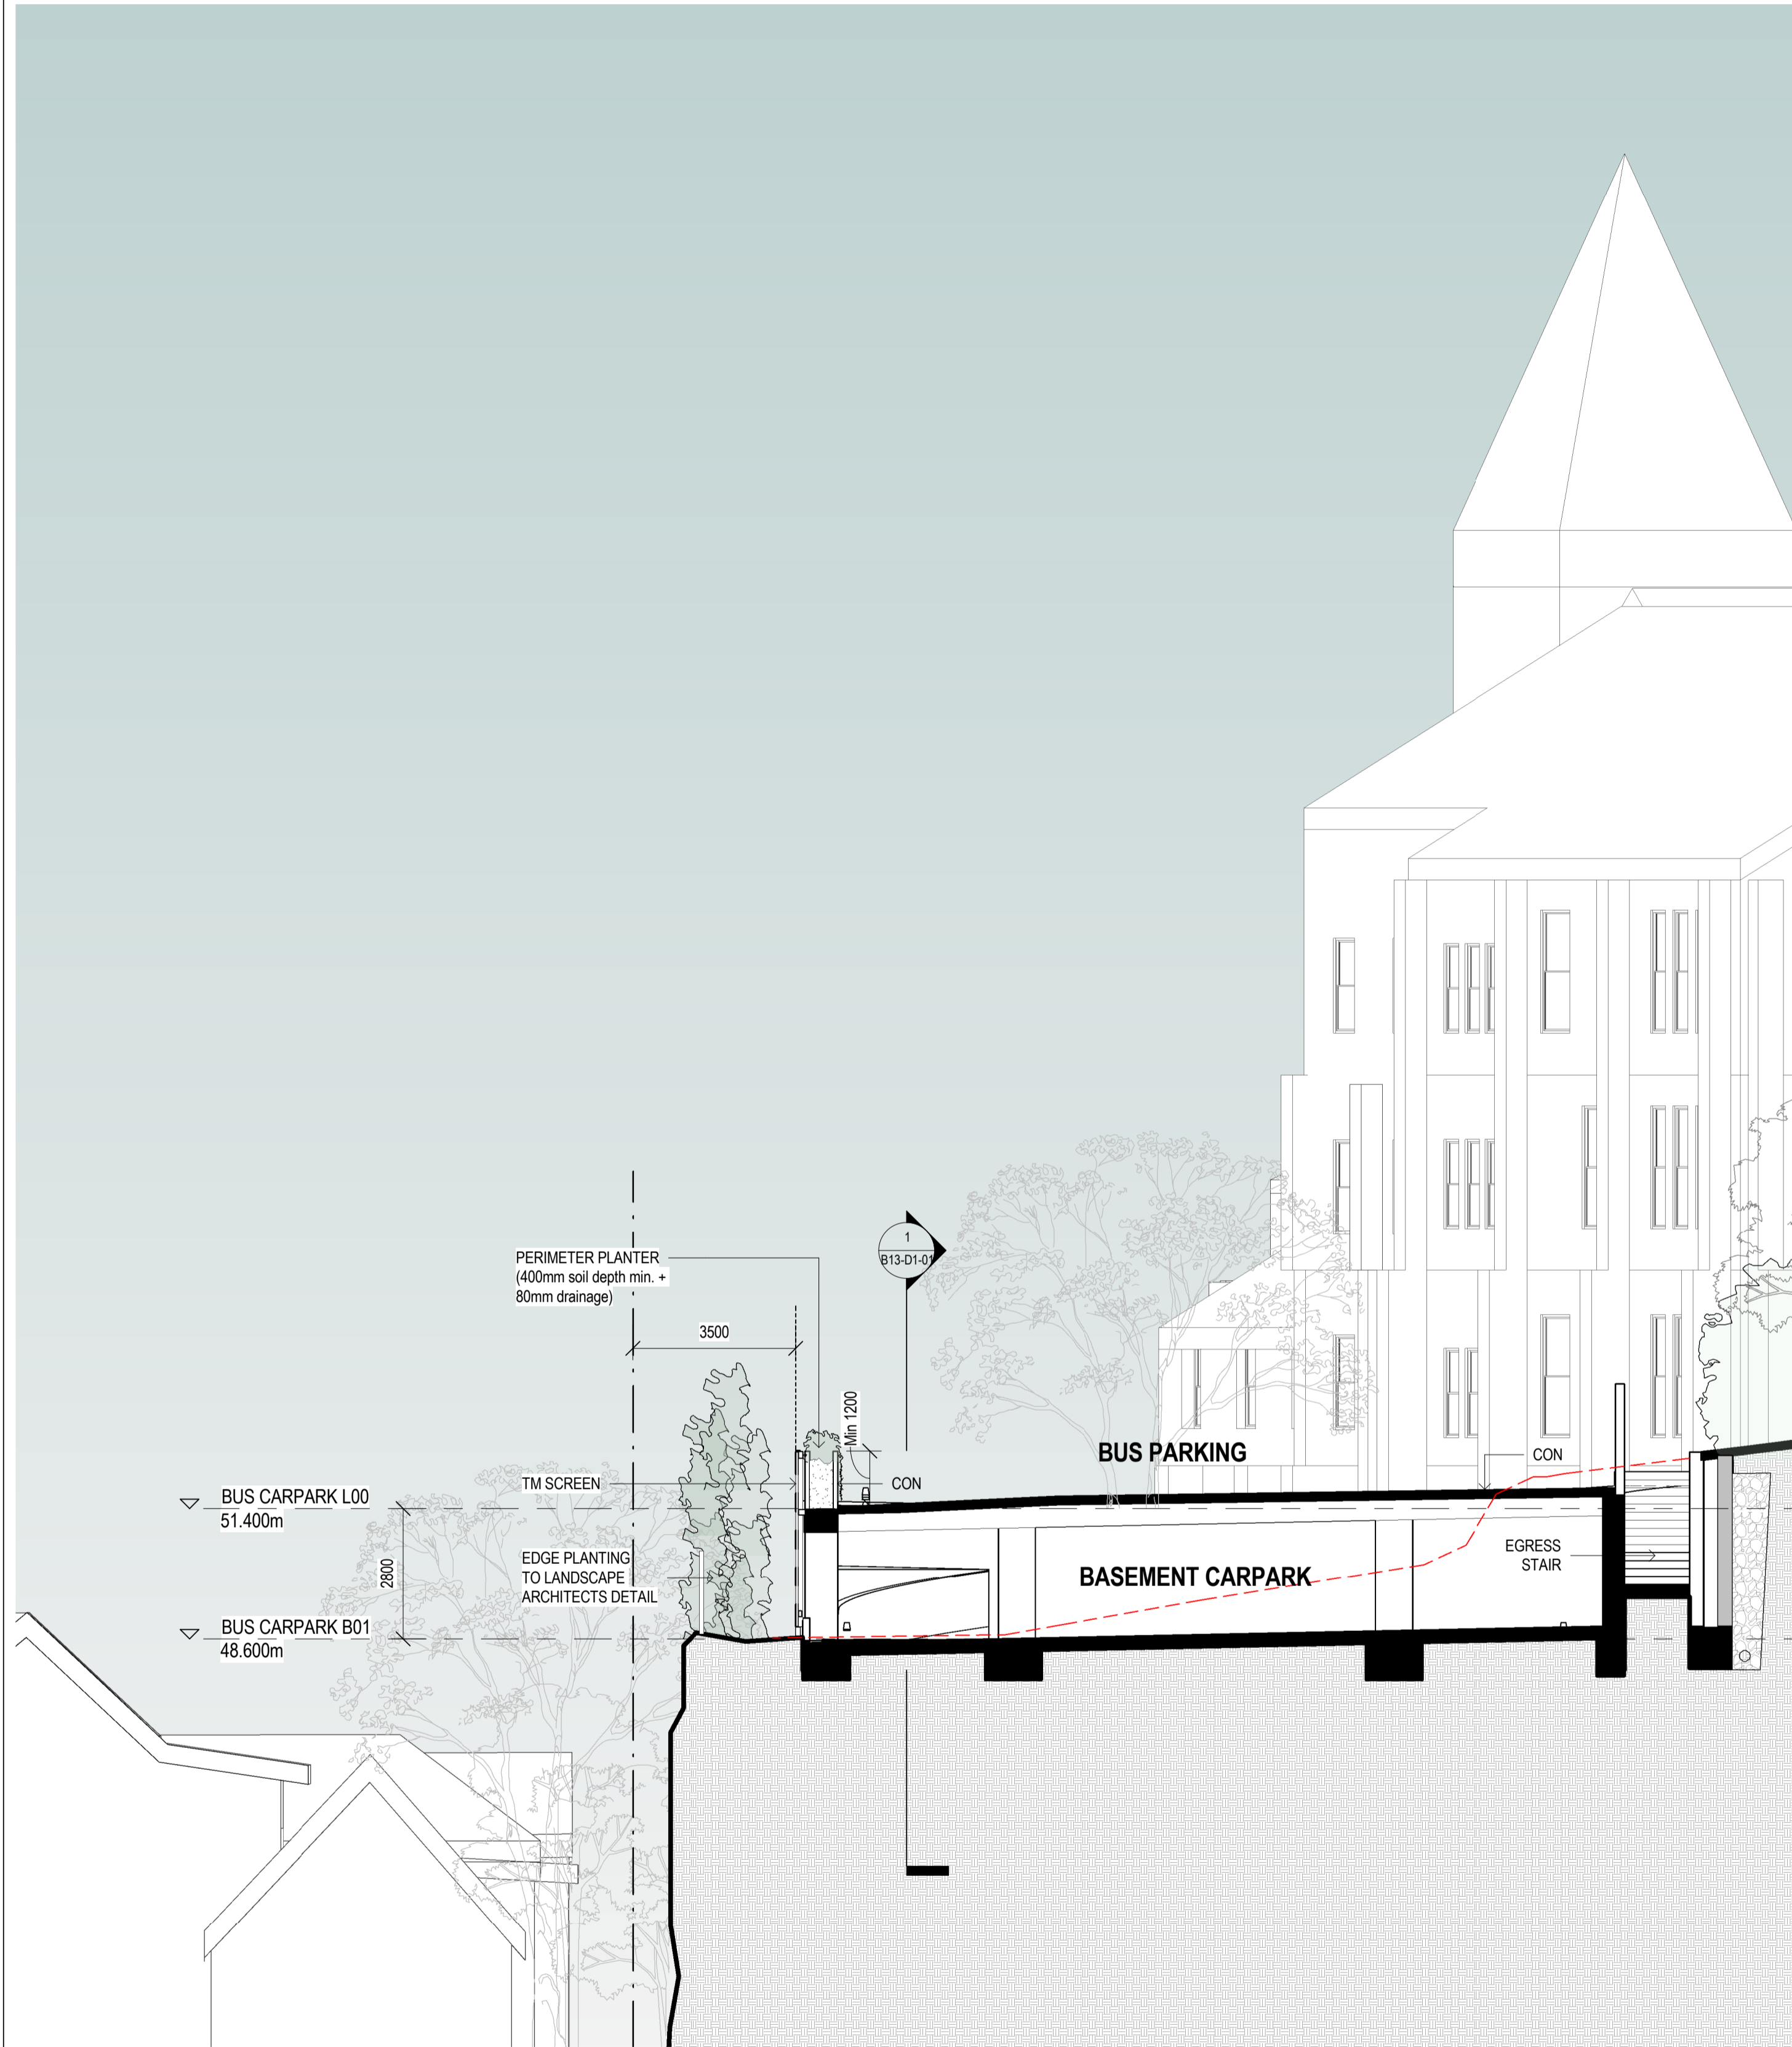 1
B13-D1-01
PERIMETER PLANTER
(400mm soil depth min. +
80mm drainage)
3500
Min 1200
BUS PARKING
CON
TM SCREEN
CON
BUS CARPARK L00
51.400m
2800
EDGE PLANTING
TO LANDSCAPE
ARCHITECTS DETAIL
BASEMENT CARPARK
EGRESS
STAIR
BUS CARPARK B01
48.600m